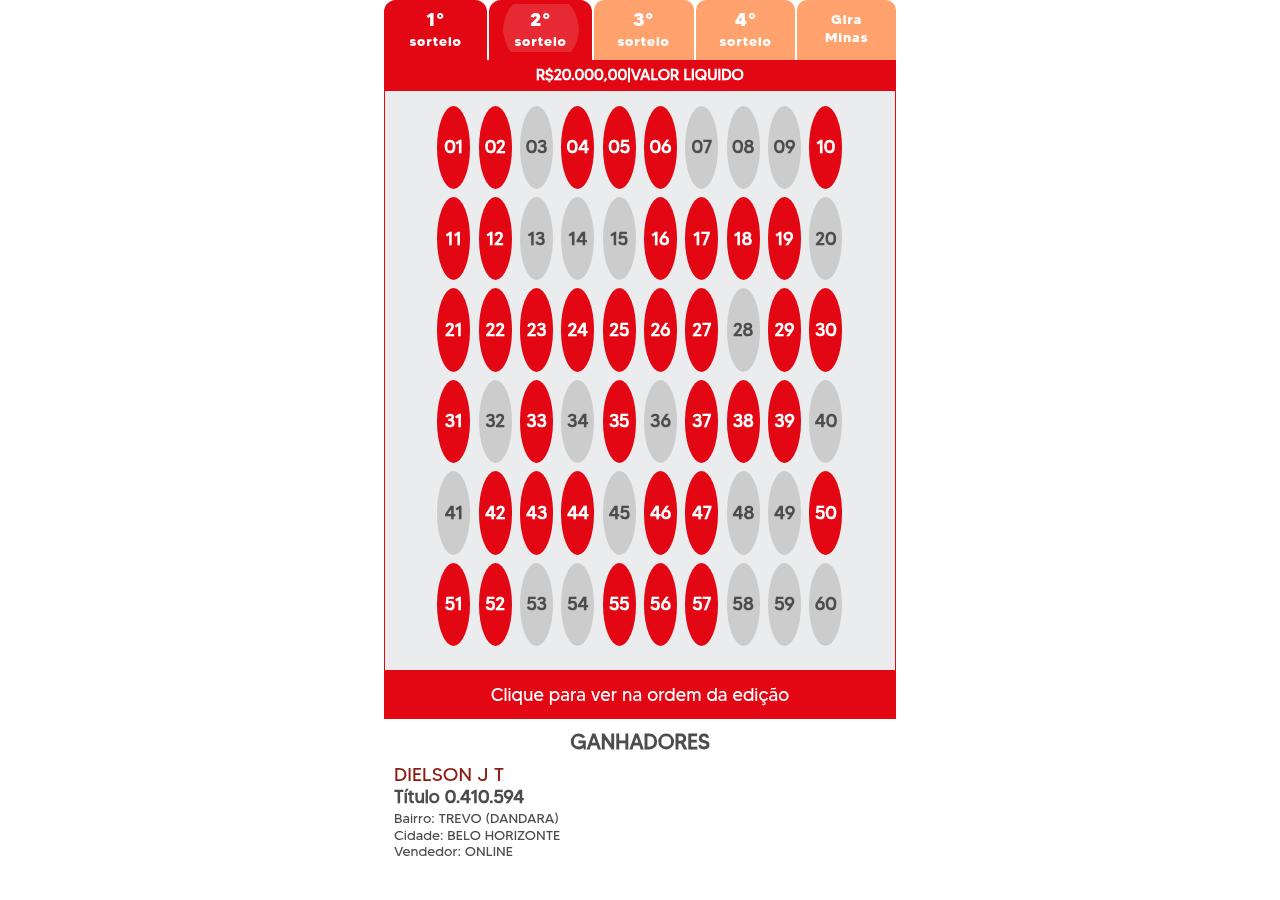 1° 2° 3° 4° Gira
sorteio sorteio sorteio sorteio Minas
R$20.000,00|VALOR LIQUIDO
01 02 03 04 05 06 07 08 09 10
11 12 13 14 15 16 17 18 19 20
21 22 23 24 25 26 27 28 29 30
31 32 33 34 35 36 37 38 39 40
41 42 43 44 45 46 47 48 49 50
51 52 53 54 55 56 57 58 59 60
Clique para ver na ordem da edição
GANHADORES
DIELSON J T
Título 0.410.594
Bairro: TREVO (DANDARA)
Cidade: BELO HORIZONTE
Vendedor: ONLINE